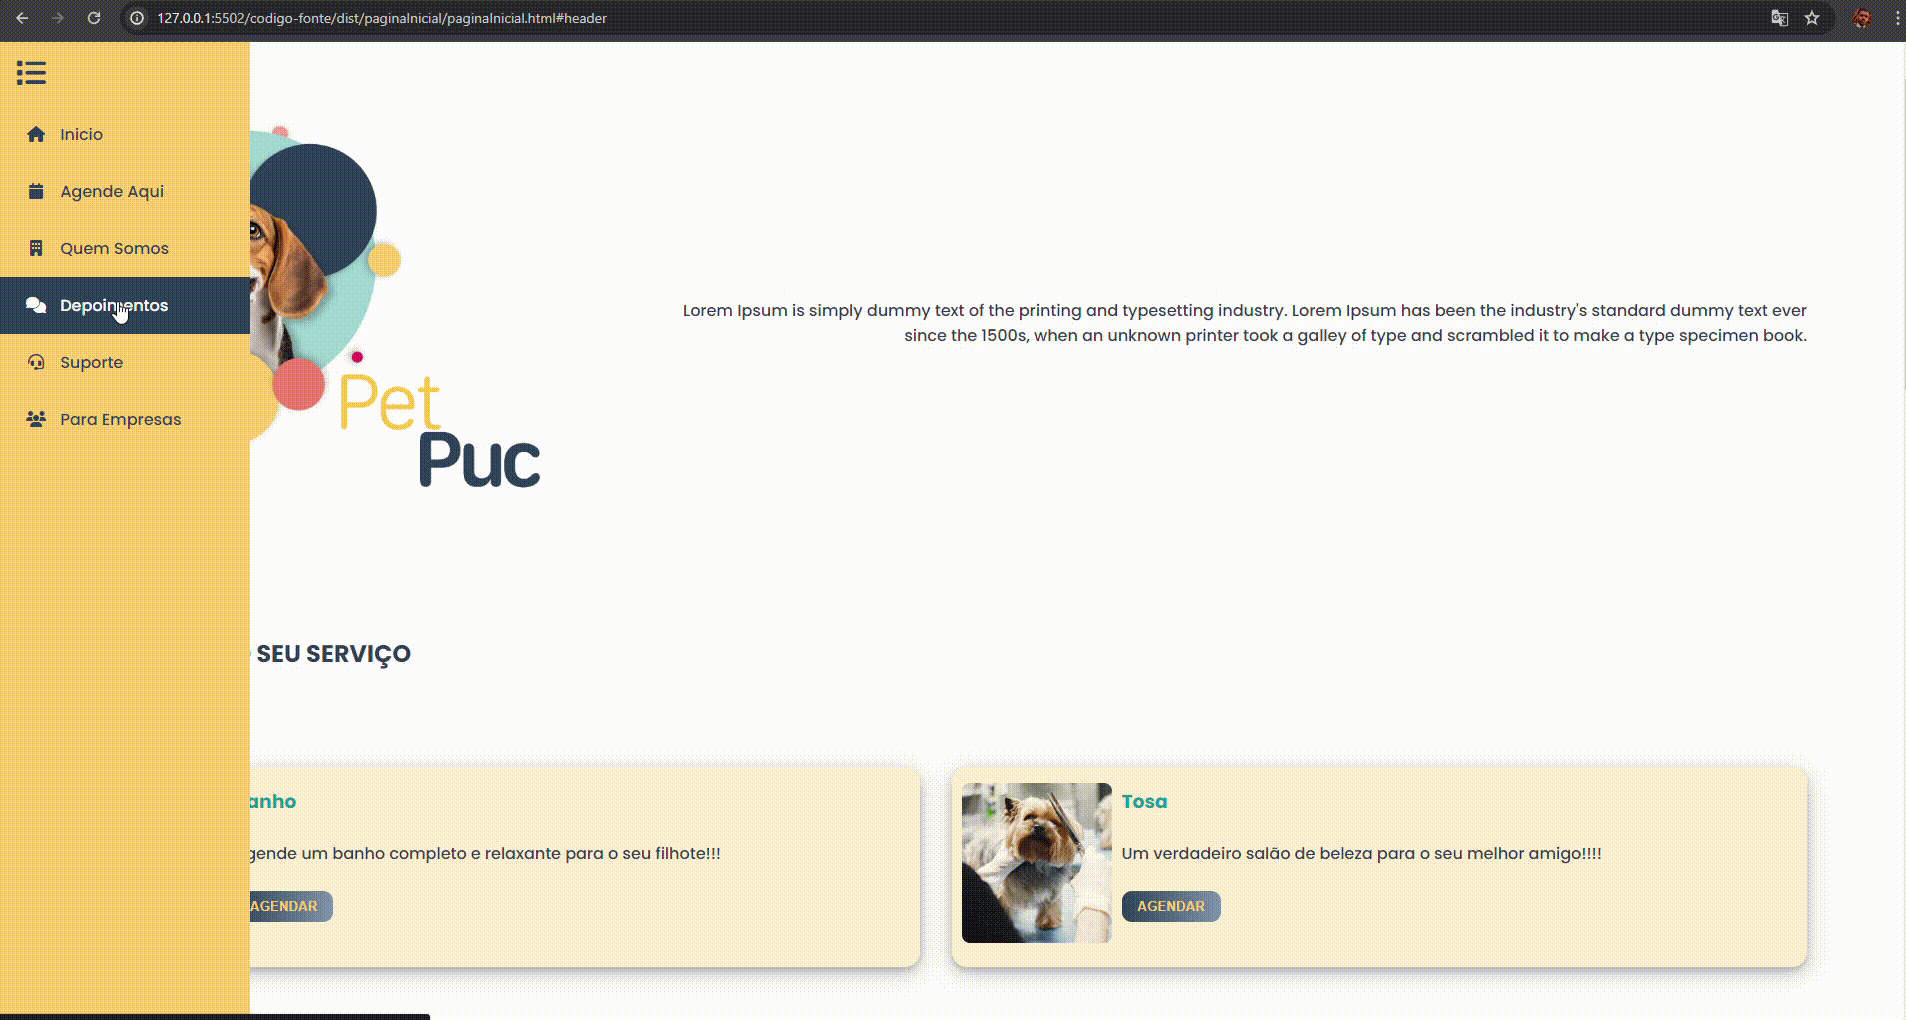 127.0.0.1:5502/codigo-fonte/dist/paginaInicial/paginaInicial.html#header
Inicio
Agende Aqui
Quem Somos
Depoimentos
Suporte
Para Empresas
Pet
Puc
Lorem Ipsum is simply dummy text of the printing and typesetting industry. Lorem Ipsum has been the industry's standard dummy text ever
since the 1500s, when an unknown printer took a galley of type and scrambled it to make a type specimen book.
SEU SERVIÇO
anho
gende um banho completo e relaxante para o seu filhote!!!
AGENDAR
Tosa
Um verdadeiro salão de beleza para o seu melhor amigo!!!!
AGENDAR